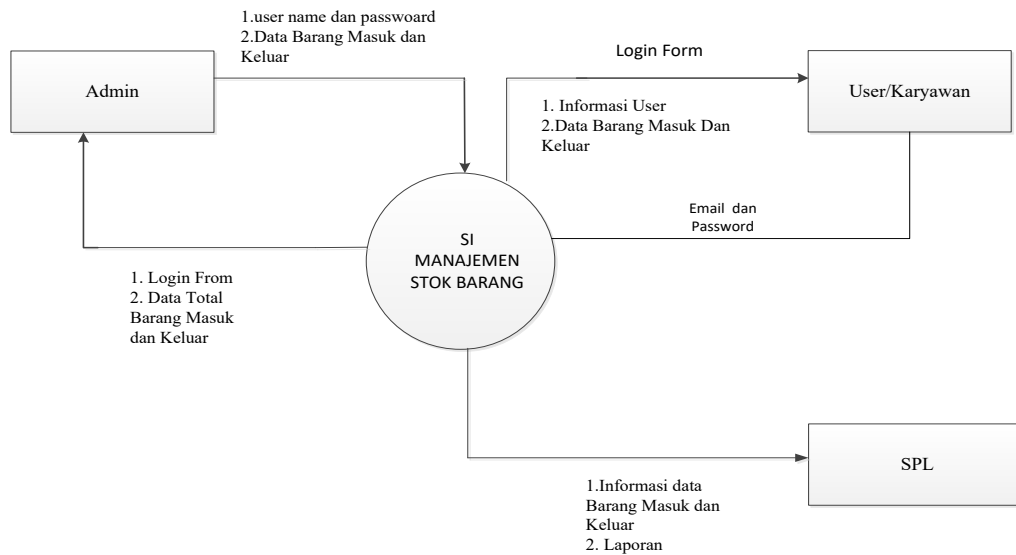 1.user name dan passwoard
2.Data Barang Masuk dan
Keluar
Admin
Login Form
User/Karyawan
1. Informasi User
2.Data Barang Masuk Dan
Keluar
Email dan
Password
SI
MANAJEMEN
STOK BARANG
1. Login From
2. Data Total
Barang Masuk
dan Keluar
SPL
1.Informasi data
Barang Masuk dan
Keluar
2. Laporan